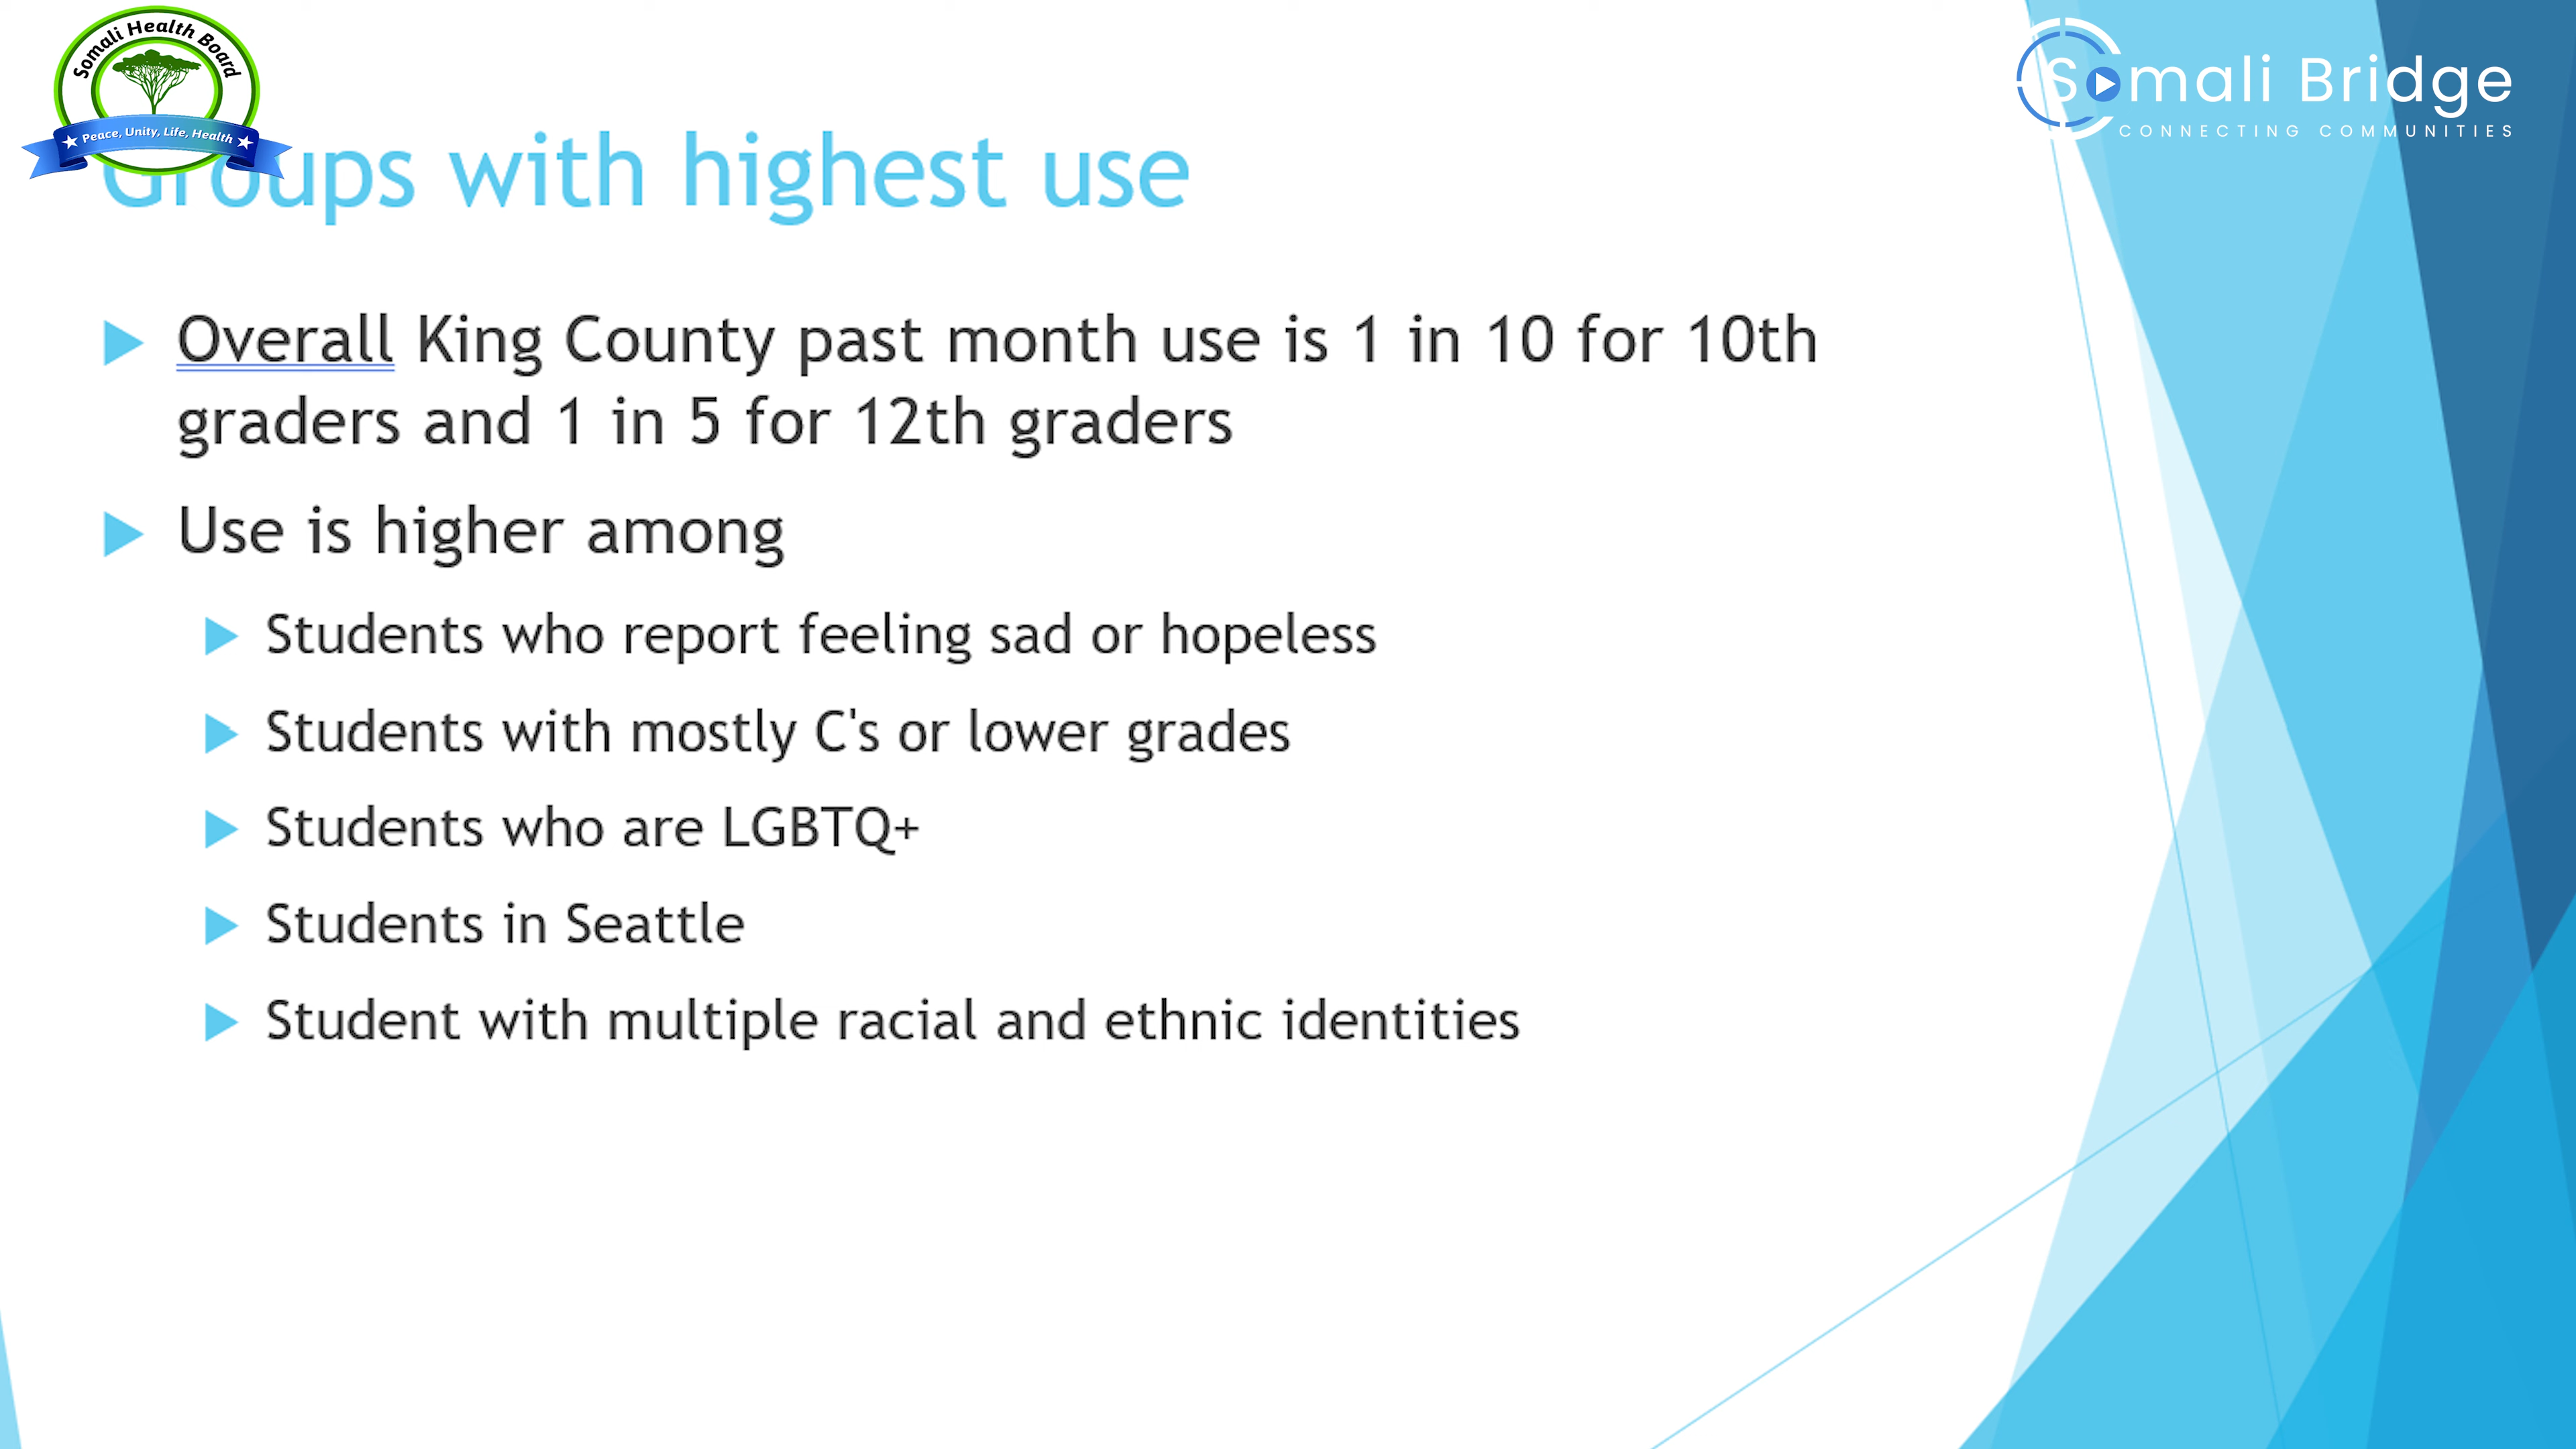 Somali Health Board
Peace, Unity, Life, Health
Somali Bridge
CONNECTING COMMUNITIES
Groups with highest use
Overall King County past month use is 1 in 10 for 10th
graders and 1 in 5 for 12th graders
Use is higher among
Students who report feeling sad or hopeless
Students with mostly C's or lower grades
Students who are LGBTQ+
Students in Seattle
Student with multiple racial and ethnic identities